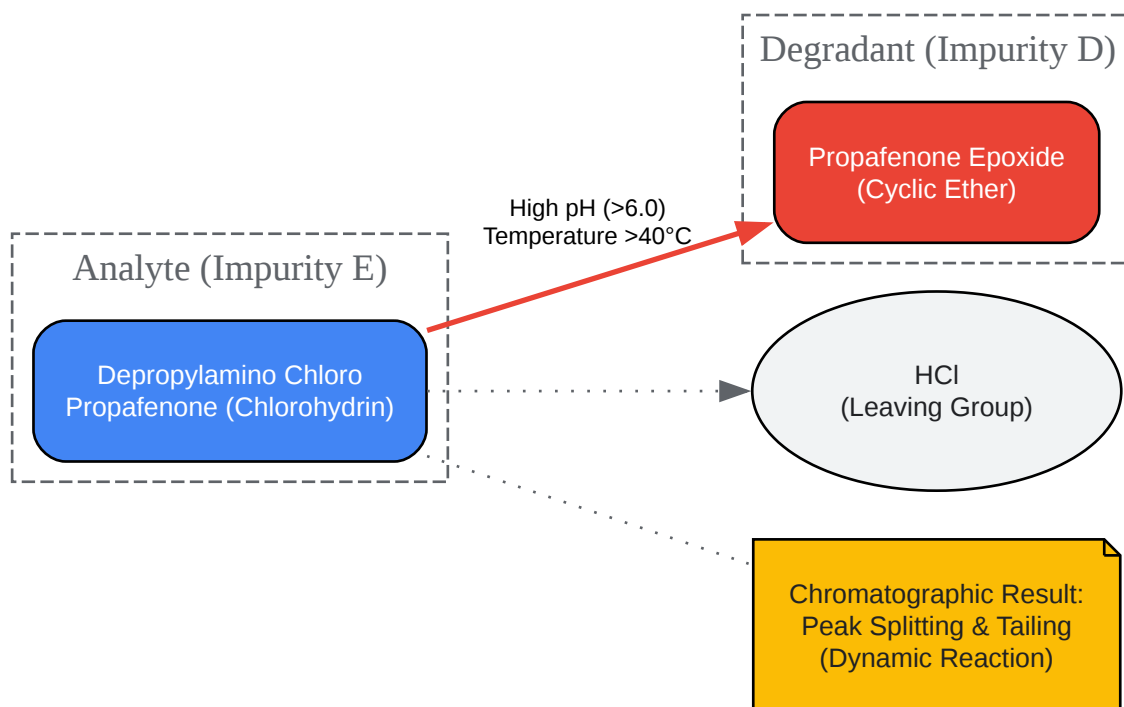 Degradant (Impurity D)
Propafenone Epoxide
(Cyclic Ether)
High pH (>6.0)
Temperature >40°C
Analyte (Impurity E)
Depropylamino Chloro
Propafenone (Chlorohydrin)
HCl
(Leaving Group)
Chromatographic Result:
Peak Splitting & Tailing
(Dynamic Reaction)